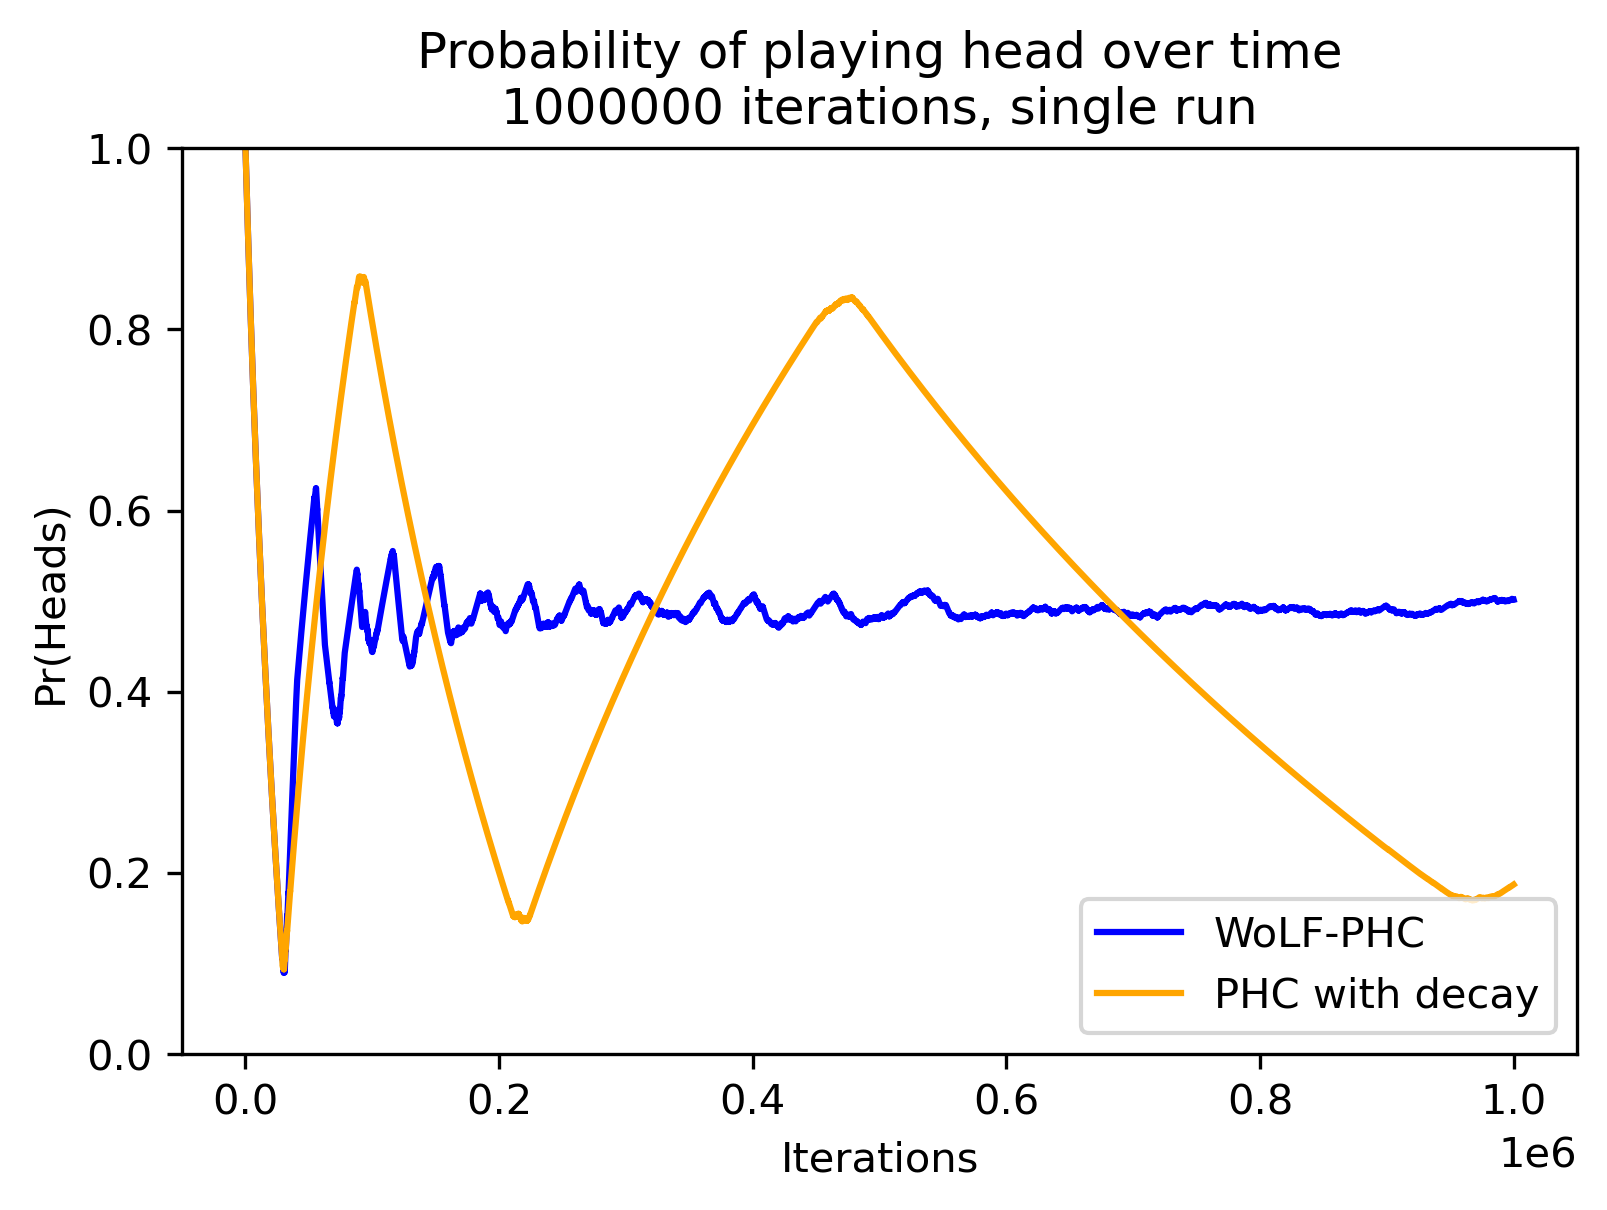 Probability of playing head over time
1000000 iterations, single run
1.0
0.8
0.6
0.4
0.2
0.0
Pr(Heads)
0.0 0.2 0.4 0.6 0.8 1.0
1e6
Iterations
WoLF-PHC
PHC with decay